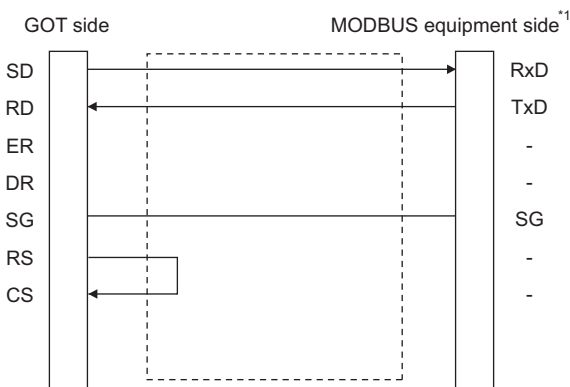 GOT side MODBUS equipment side*1
SD RxD
RD TxD
ER -
DR -
SG SG
RS -
CS -